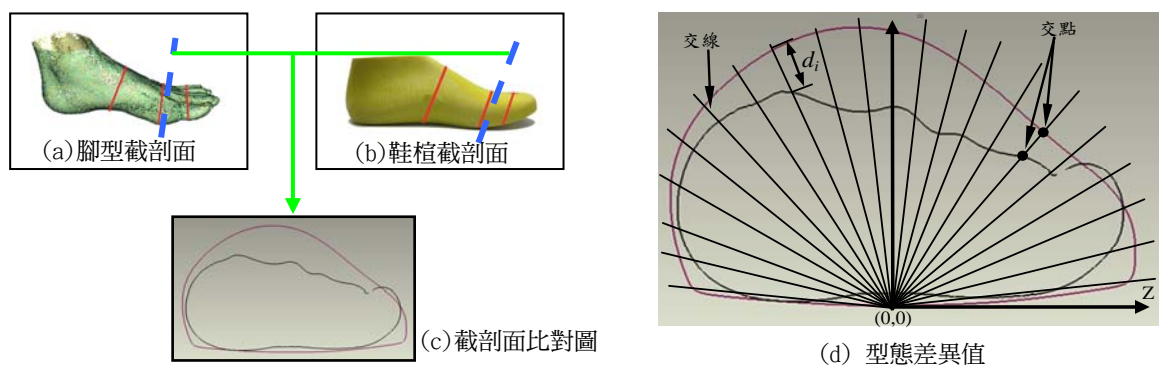 (a)腳型截剖面
(b)鞋楦截剖面
(c)截剖面比對圖
交線
交點
dᵢ
Z
(0,0)
(d) 型態差異值